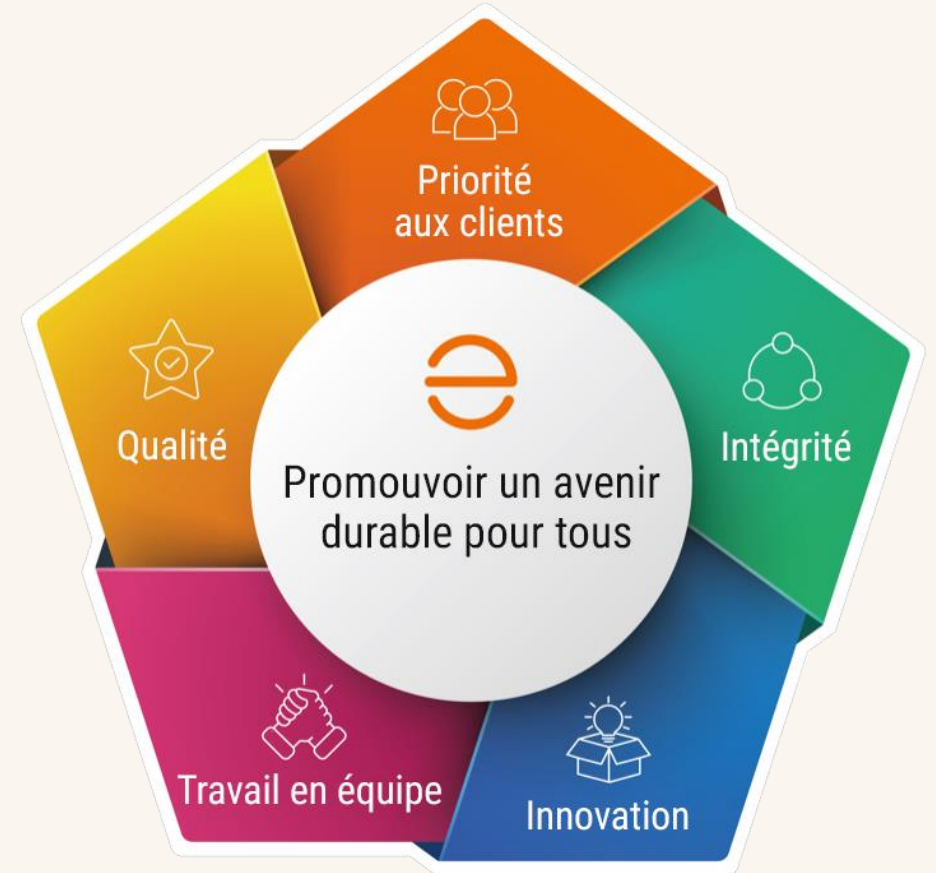 Priorité
aux clients
Intégrité
Innovation
Travail en équipe
Qualité
Promouvoir un avenir
durable pour tous